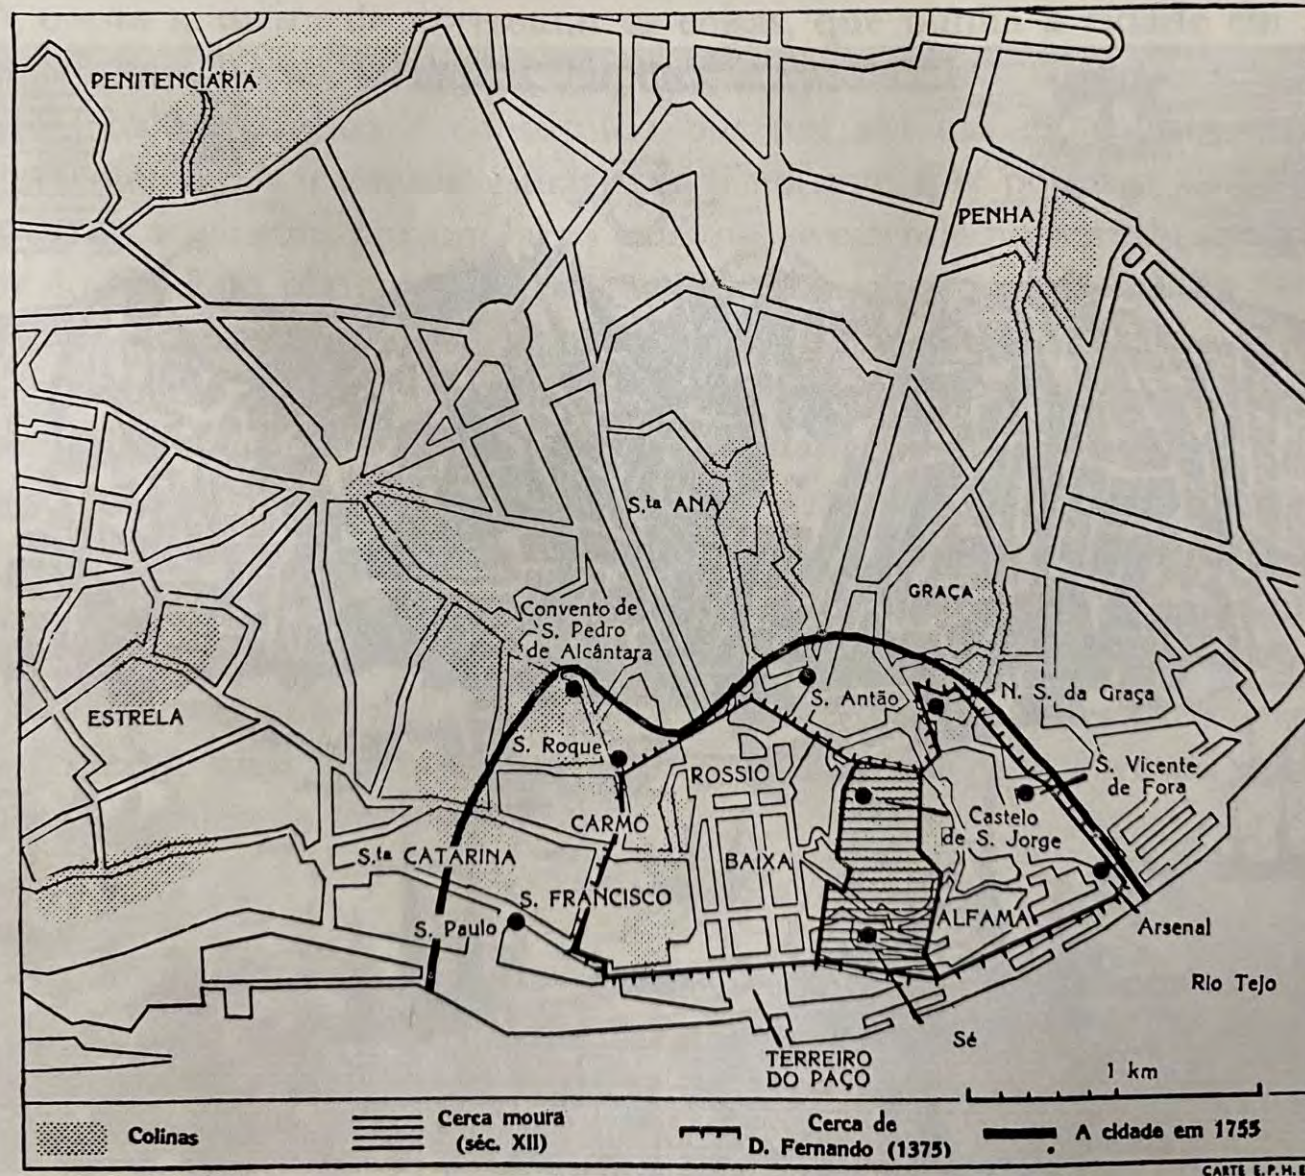 PENITENCIÁRIA
PENHA
S.ta ANA
GRAÇA
Convento de
S. Pedro
de Alcântara
ESTRELA
S. Antão
N. S. da Graça
S. Roque
ROSSIO
S. Vicente
de Fora
CARMO
Castelo
de S. Jorge
S.ta CATARINA
BAIXA
S. FRANCISCO
S. Paulo
ALFAMA
Arsenal
Rio Tejo
Sé
TERREIRO
DO PAÇO
1 km
Colinas
Cerca moura
(séc. XII)
Cerca de
D. Fernando (1375)
A cidade em 1755
CARTE E.P.H.E